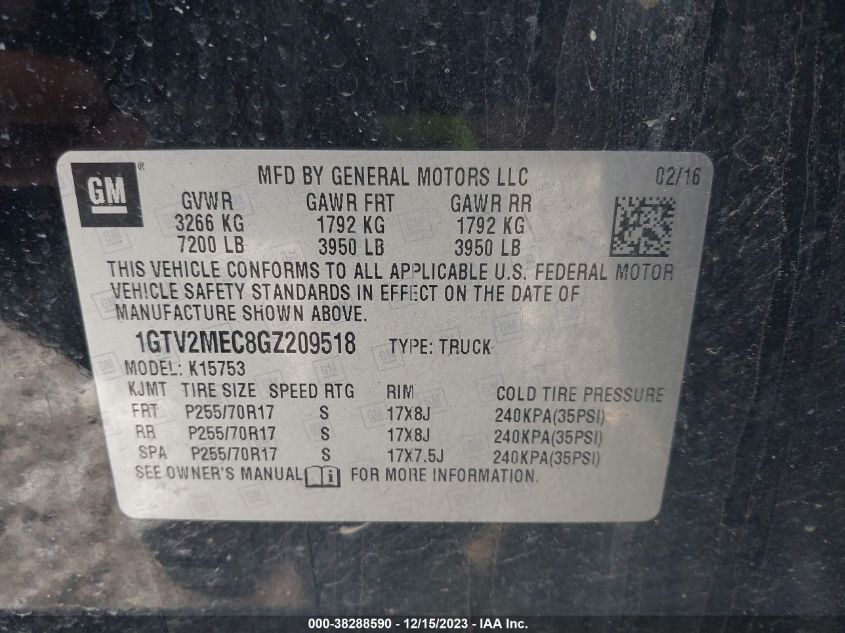 GM ® MFD BY GENERAL MOTORS LLC 02/16
GVWR GAWR FRT GAWR RR
3266 KG 1792 KG 1792 KG
7200 LB 3950 LB 3950 LB
THIS VEHICLE CONFORMS TO ALL APPLICABLE U.S. FEDERAL MOTOR
VEHICLE SAFETY STANDARDS IN EFFECT ON THE DATE OF
MANUFACTURE SHOWN ABOVE.
1GTV2MEC8GZ209518 TYPE: TRUCK
MODEL: K15753
KJMT TIRE SIZE SPEED RTG RIM COLD TIRE PRESSURE
FRT P255/70R17 S 17X8J 240KPA(35PSI)
RR P255/70R17 S 17X8J 240KPA(35PSI)
SPA P255/70R17 S 17X7.5J 240KPA(35PSI)
SEE OWNER'S MANUAL i FOR MORE INFORMATION.
000-38288590 - 12/15/2023 - IAA Inc.